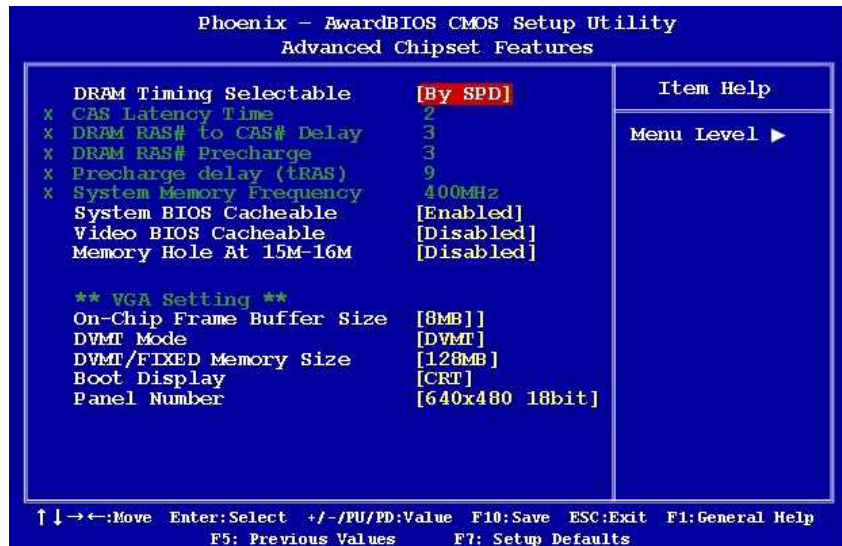 Phoenix – AwardBIOS CMOS Setup Utility
Advanced Chipset Features
DRAM Timing Selectable [By SPD]
x CAS Latency Time 2
x DRAM RAS# to CAS# Delay 3
x DRAM RAS# Precharge 3
x Precharge delay (tRAS) 9
x System Memory Frequency 400MHz
System BIOS Cacheable [Enabled]
Video BIOS Cacheable [Disabled]
Memory Hole At 15M-16M [Disabled]
** VGA Setting **
On-Chip Frame Buffer Size [8MB]]
DVMT Mode [DVMT]
DVMT/FIXED Memory Size [128MB]
Boot Display [CRT]
Panel Number [640x480 18bit]
Item Help
Menu Level ▶
↑↓→←:Move Enter:Select +/-/PU/PD:Value F10:Save ESC:Exit F1:General Help
F5: Previous Values F7: Setup Defaults